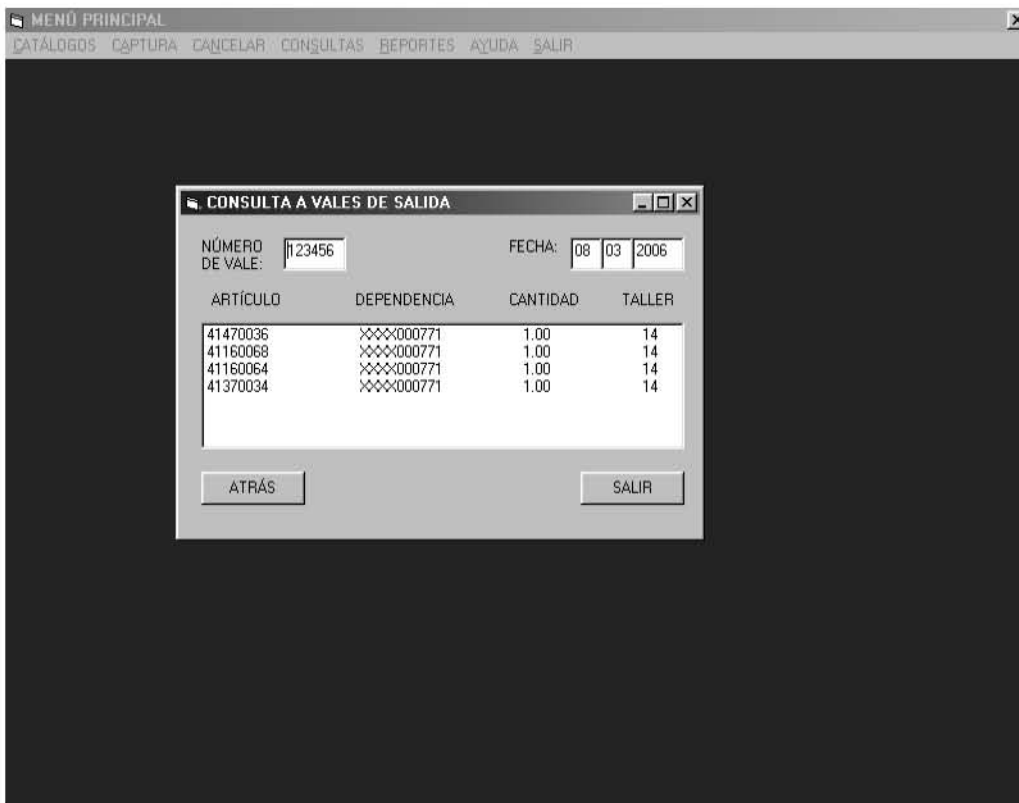 MENÚ PRINCIPAL
CATÁLOGOS CAPTURA CANCELAR CONSULTAS REPORTES AYUDA SALIR
CONSULTA A VALES DE SALIDA
NÚMERO DE VALE: 123456 FECHA: 08 03 2006
ARTÍCULO DEPENDENCIA CANTIDAD TALLER
41470036 XXXX000771 1.00 14
41160068 XXXX000771 1.00 14
41160064 XXXX000771 1.00 14
41370034 XXXX000771 1.00 14
ATRÁS SALIR